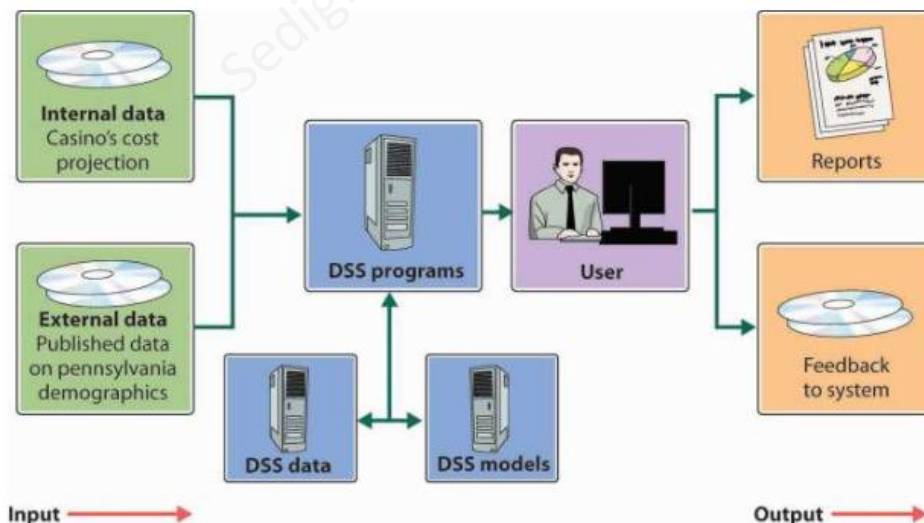 Sedig
Internal data
Casino's cost
projection
External data
Published data
on pennsylvania
demographics
DSS programs
DSS data
DSS models
User
Reports
Feedback
to system
Input
Output